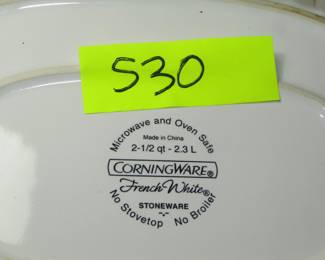 530
Microwave and Oven Safe
Made in China
2-1/2 qt - 2.3 L
CORNINGWARE®
French White®
STONEWARE
No Stovetop No Broiler